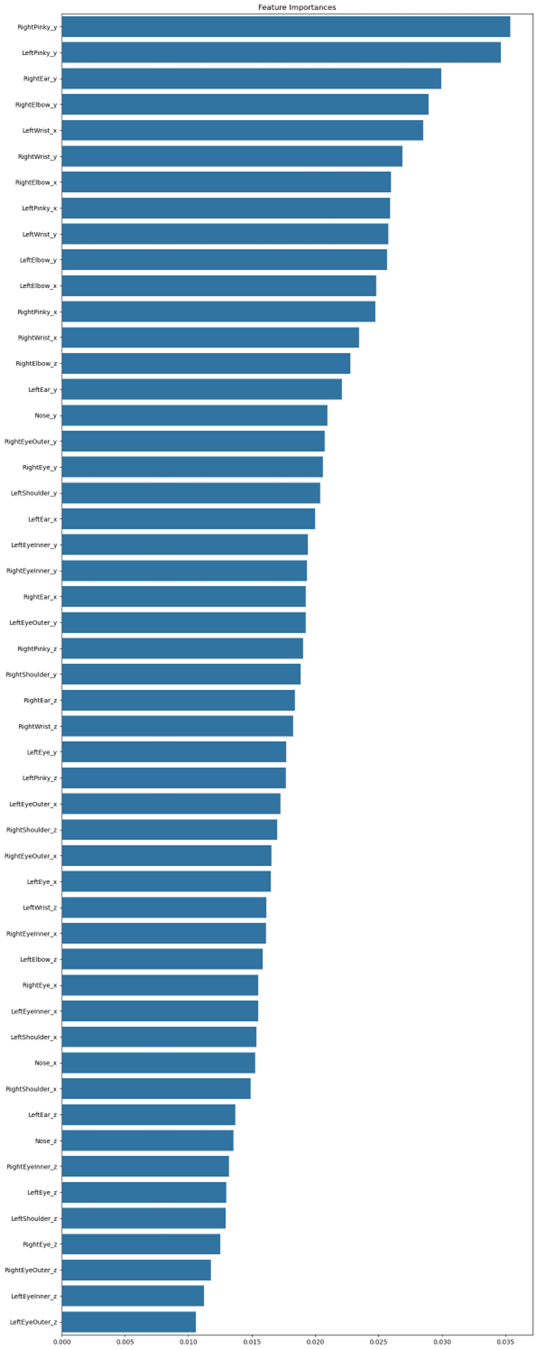 Feature Importances
RightPinky_y
LeftPinky_y
RightEar_y
RightElbow_y
LeftWrist_x
RightWrist_y
RightElbow_x
LeftPinky_x
LeftWrist_y
LeftElbow_y
LeftElbow_x
RightPinky_x
RightWrist_x
RightElbow_z
LeftEar_y
Nose_y
RightEyeOuter_y
RightEye_y
LeftShoulder_y
LeftEar_x
LeftEyeInner_y
RightEyeInner_y
RightEar_x
LeftEyeOuter_y
RightPinky_z
RightShoulder_y
RightEar_z
RightWrist_z
LeftEye_y
LeftPinky_z
LeftEyeOuter_x
RightShoulder_z
RightEyeOuter_x
LeftEye_x
LeftWrist_z
RightEyeInner_x
LeftElbow_z
RightEye_x
LeftEyeInner_x
LeftShoulder_x
Nose_x
RightShoulder_x
LeftEar_z
Nose_z
RightEyeInner_z
LeftEye_z
LeftShoulder_z
RightEye_z
RightEyeOuter_z
LeftEyeInner_z
LeftEyeOuter_z
0.000 0.005 0.010 0.015 0.020 0.025 0.030 0.035